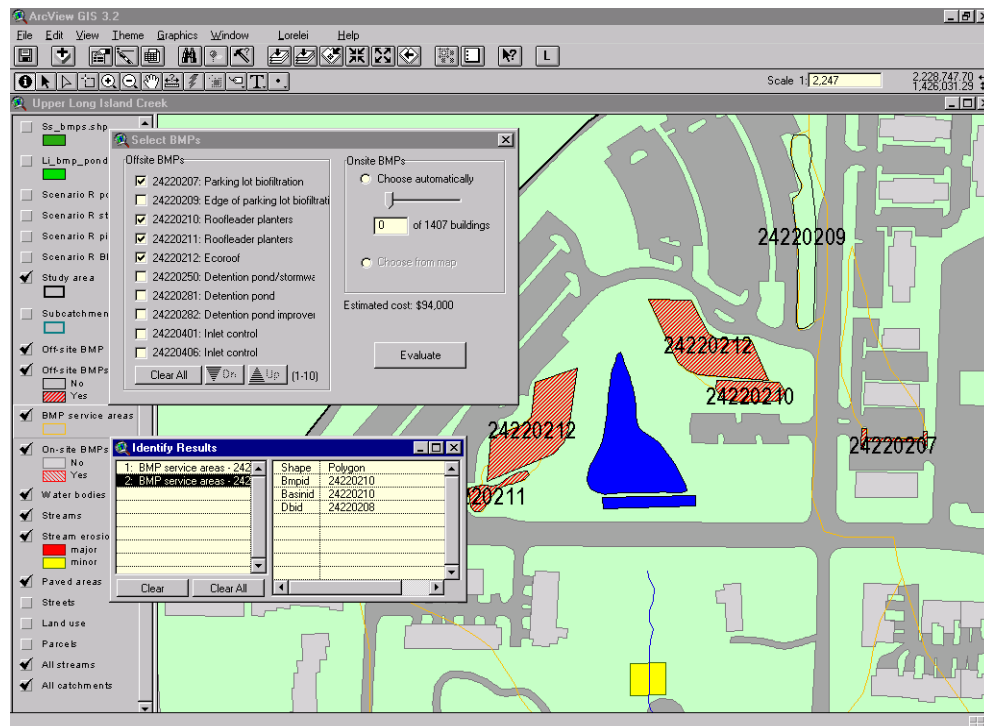 ArcView GIS 3.2
File Edit View Theme Graphics Window Lorelei Help
L
Scale 1: 2,247
2,228,747.70
1,426,031.29
Upper Long Island Creek
Ss_bmps.shp
Li_bmp_pond
Scenario R po
Scenario R st
Scenario R pi
Scenario R Bl
Study area
Subcatchmen
Off-site BMP
Off-site BMPs
No
Yes
BMP service areas
On-site BMPs
No
Yes
Water bodies
Streams
Stream erosio
major
minor
Paved areas
Streets
Land use
Parcels
All streams
All catchments
Select BMPs
Offsite BMPs
24220207: Parking lot biofiltration
24220209: Edge of parking lot biofiltrati
24220210: Roofleader planters
24220211: Roofleader planters
24220212: Ecoroof
24220250: Detention pond/stormwa
24220281: Detention pond
24220282: Detention pond improver
24220401: Inlet control
24220406: Inlet control
Clear All Dn Up (1-10)
Onsite BMPs
Choose automatically
0 of 1407 buildings
Choose from map
Estimated cost: $94,000
Evaluate
Identify Results
1: BMP service areas - 242
2: BMP service areas - 242
Shape Polygon
Bmpid 24220210
Basinid 24220210
Dbid 24220208
Clear Clear All
24220209
24220212
24220210
24220212
24220207
220211